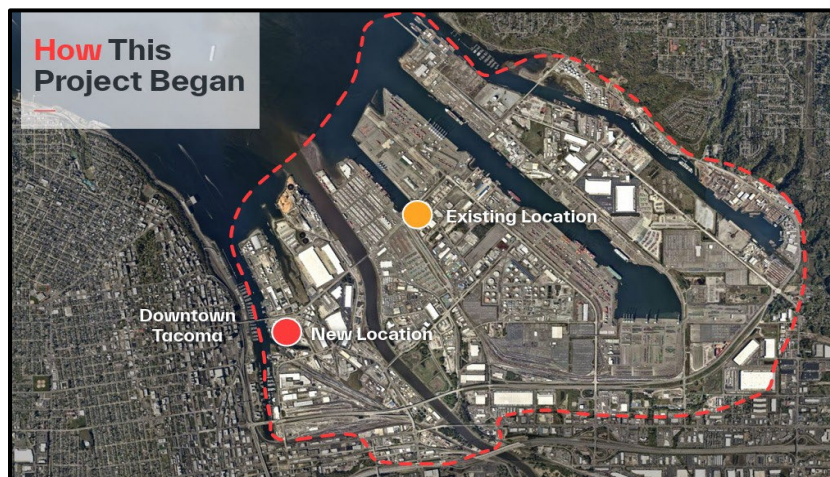 How This
Project Began
Existing Location
Downtown
Tacoma
New Location